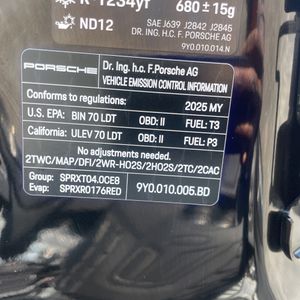 R-1234yf 680 ± 15g
ND12 SAE J639 J2842 J2845
DR. ING. H.C. F. PORSCHE AG
9Y0.010.014.N
PORSCHE Dr. Ing. h.c. F.Porsche AG
VEHICLE EMISSION CONTROL INFORMATION
Conforms to regulations: 2025 MY
U.S. EPA: BIN 70 LDT OBD: II FUEL: T3
California: ULEV 70 LDT OBD: II FUEL: P3
No adjustments needed.
2TWC/MAP/DFI/2WR-HO2S/2HO2S/2TC/2CAC
Group: SPRXT04.0CE8
Evap: SPRXR0176RED 9Y0.010.005.BD